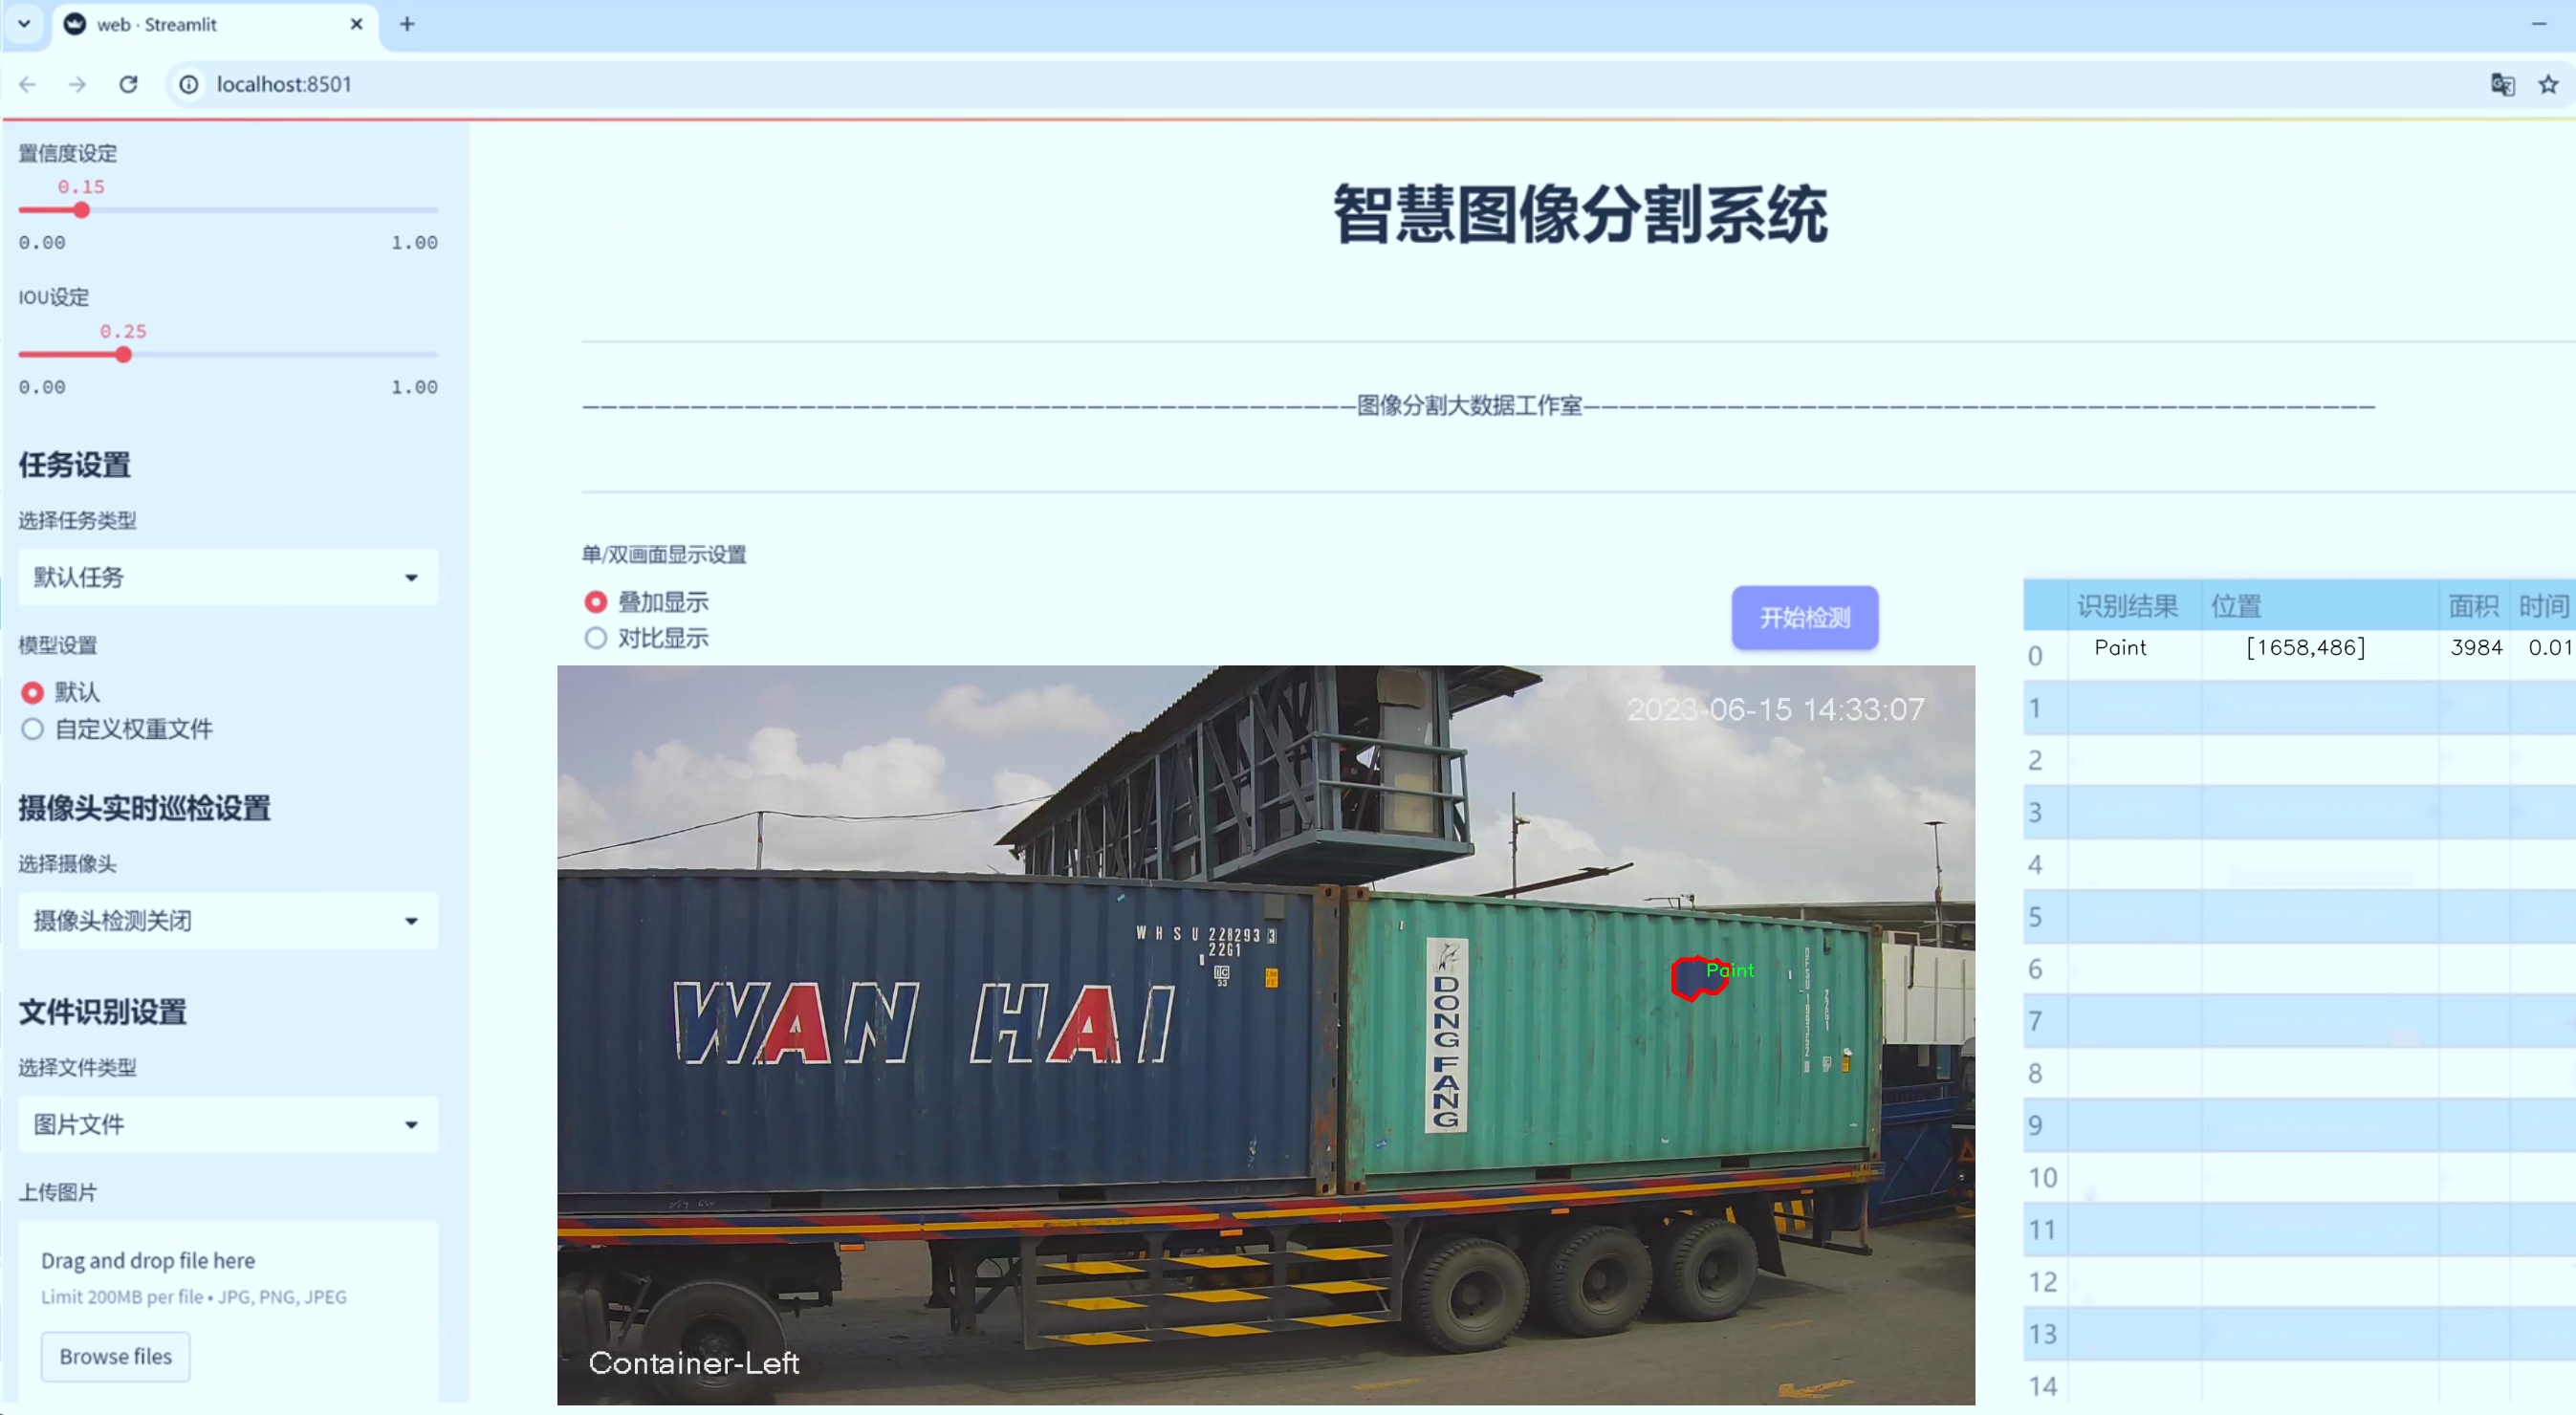 web · Streamlit
localhost:8501
置信度设定
0.15
0.00 1.00
IOU设定
0.25
0.00 1.00
任务设置
选择任务类型
默认任务
模型设置
默认
自定义权重文件
摄像头实时巡检设置
选择摄像头
摄像头检测关闭
文件识别设置
选择文件类型
图片文件
上传图片
Drag and drop file here
Limit 200MB per file • JPG, PNG, JPEG
Browse files
智慧图像分割系统
图像分割大数据工作室
单/双画面显示设置
叠加显示
对比显示
开始检测
2023-06-15 14:33:07
WHSU 228293 3
22G1
WAN HAI
DONG FANG
Paint
Container-Left
识别结果 位置 面积 时间
0 Paint [1658,486] 3984 0.01
1
2
3
4
5
6
7
8
9
10
11
12
13
14